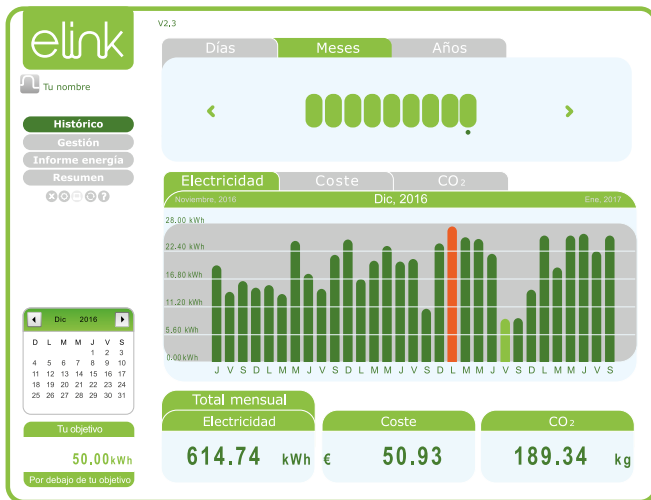 elink
V2,3
Tu nombre
Histórico
Gestión
Informe energía
Resumen
Días Meses Años
Electricidad Coste CO2
Noviembre, 2016 Dic, 2016 Ene, 2017
28.00 kWh
22.40 kWh
16.80 kWh
11.20 kWh
5.60 kWh
0.00 kWh
J V S D L M M J V S D L M M J V S D L M M J V S D L M M J V S
Dic 2016
D L M M J V S
1 2 3
4 5 6 7 8 9 10
11 12 13 14 15 16 17
18 19 20 21 22 23 24
25 26 27 28 29 30 31
Tu objetivo
50.00kWh
Por debajo de tu objetivo
Total mensual
Electricidad
614.74 kWh
Coste
€ 50.93
CO2
189.34 kg